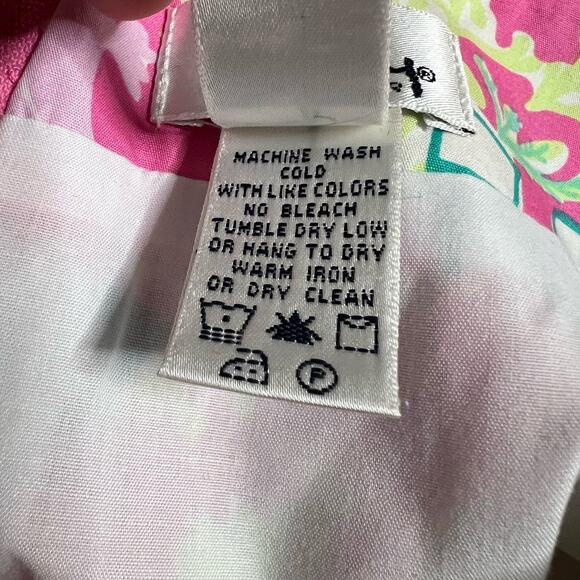 ®
MACHINE WASH
COLD
WITH LIKE COLORS
NO BLEACH
TUMBLE DRY LOW
OR HANG TO DRY
WARM IRON
OR DRY CLEAN
P